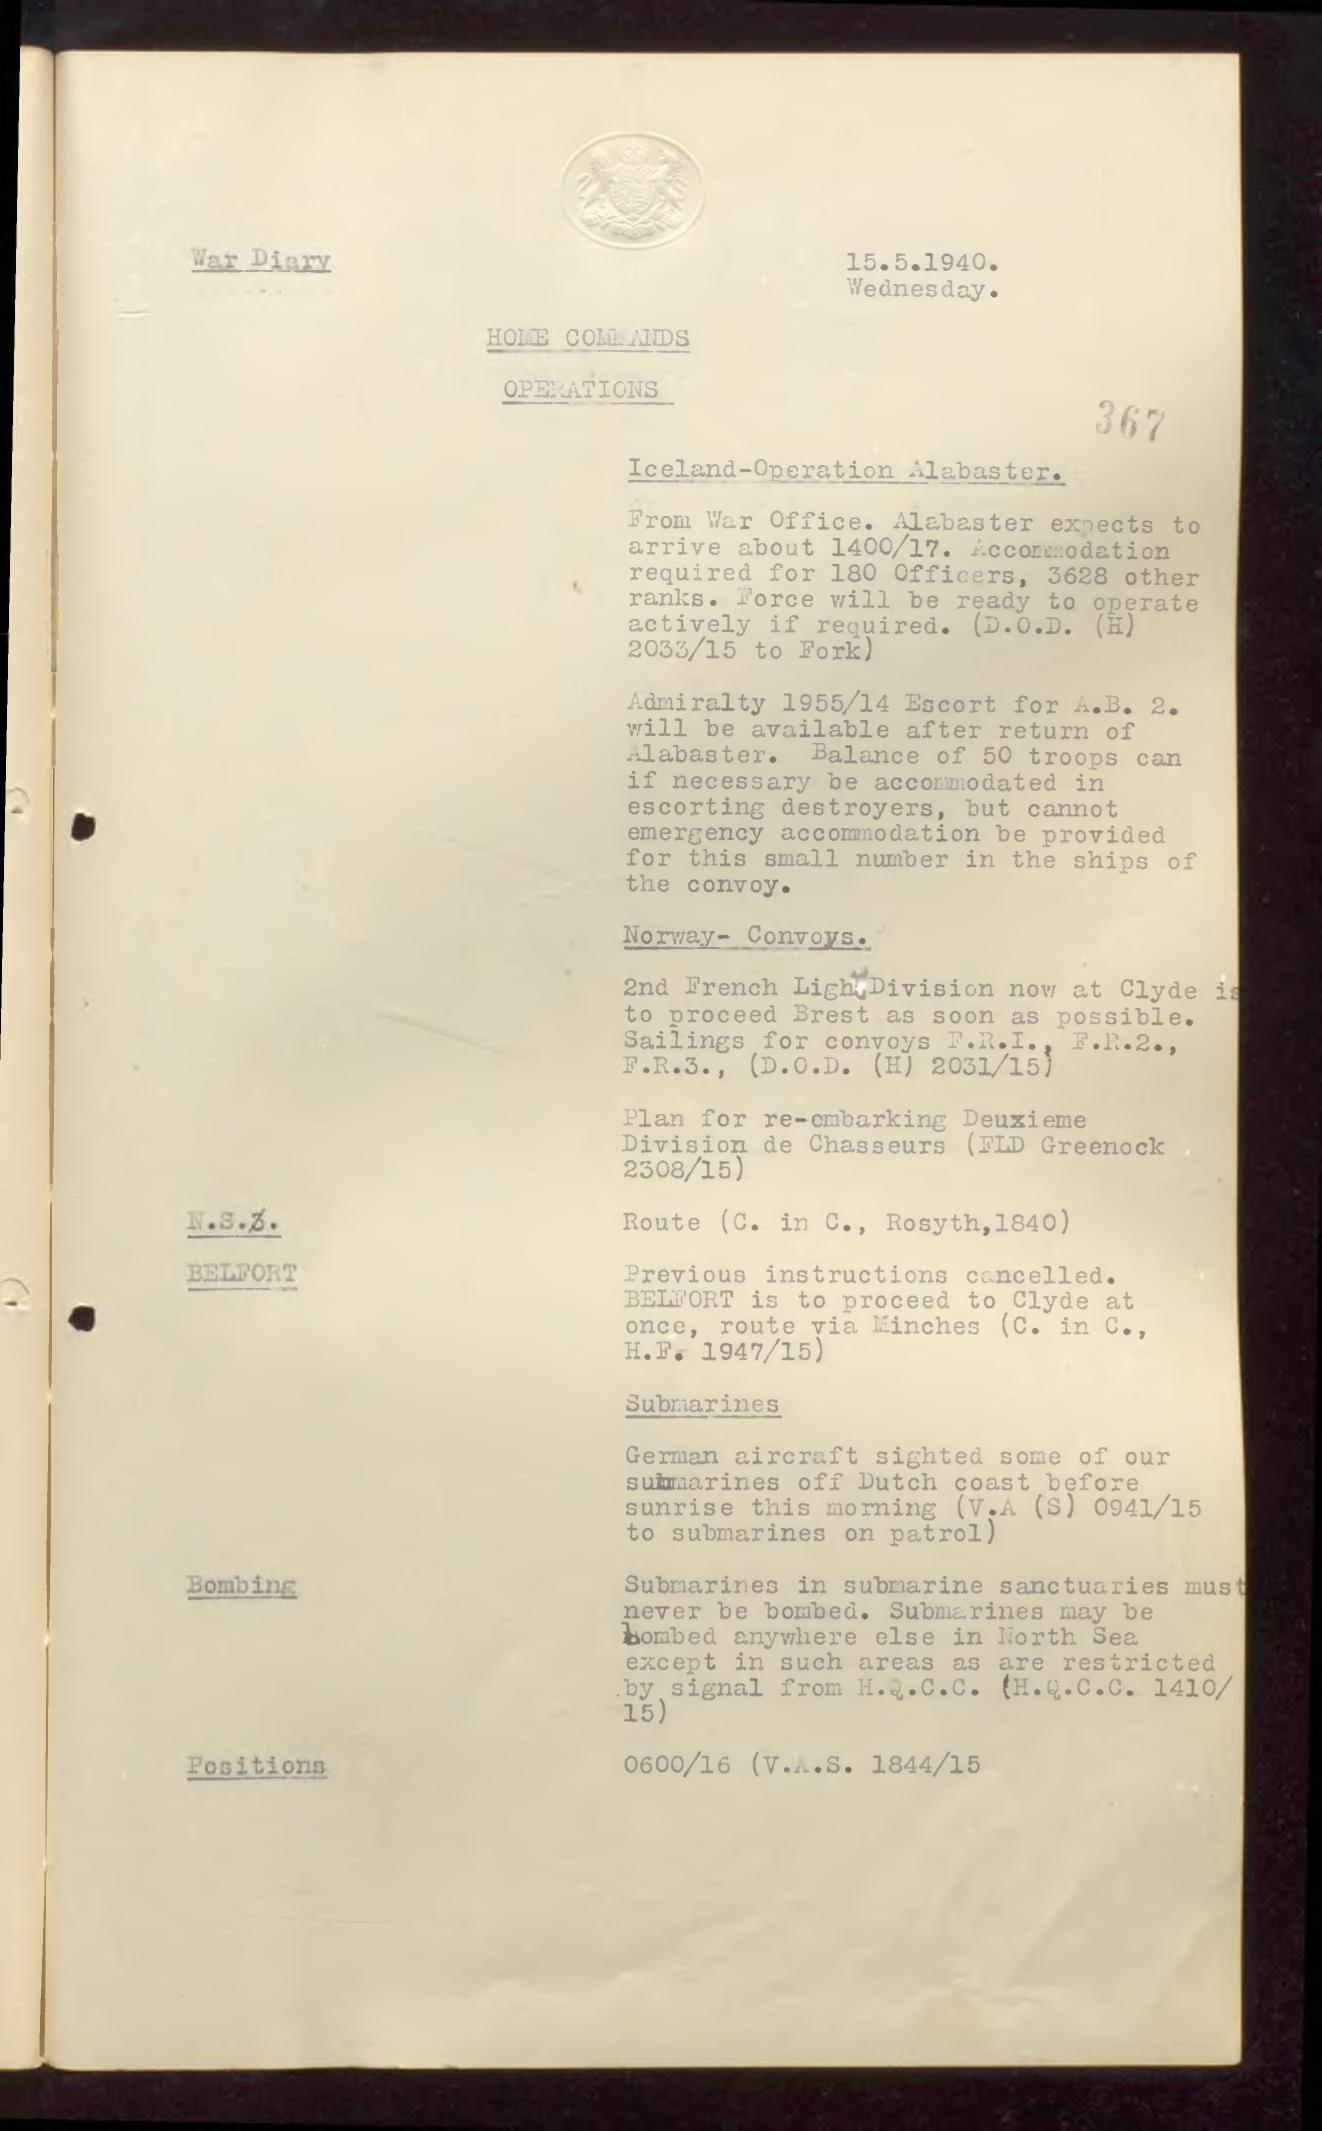 War Diary
15.5.1940.
Wednesday.
HOME COMMANDS
OPERATIONS
367
Iceland-Operation Alabaster.
From War Office. Alabaster expects to
arrive about 1400/17. Accommodation
required for 180 Officers, 3628 other
ranks. Force will be ready to operate
actively if required. (D.O.D. (H)
2033/15 to Fork)
Admiralty 1955/14 Escort for A.B. 2.
will be available after return of
Alabaster. Balance of 50 troops can
if necessary be accommodated in
escorting destroyers, but cannot
emergency accommodation be provided
for this small number in the ships of
the convoy.
Norway- Convoys.
2nd French Light Division now at Clyde is
to proceed Brest as soon as possible.
Sailings for convoys F.R.I., F.R.2.,
F.R.3., (D.O.D. (H) 2031/15)
Plan for re-embarking Deuxieme
Division de Chasseurs (FLD Greenock
2308/15)
N.S.3. Route (C. in C., Rosyth,1840)
BELFORT Previous instructions cancelled.
BELFORT is to proceed to Clyde at
once, route via Minches (C. in C.,
H.F. 1947/15)
Submarines
German aircraft sighted some of our
submarines off Dutch coast before
sunrise this morning (V.A (S) 0941/15
to submarines on patrol)
Bombing Submarines in submarine sanctuaries must
never be bombed. Submarines may be
bombed anywhere else in North Sea
except in such areas as are restricted
by signal from H.Q.C.C. (H.Q.C.C. 1410/
15)
Positions 0600/16 (V.A.S. 1844/15